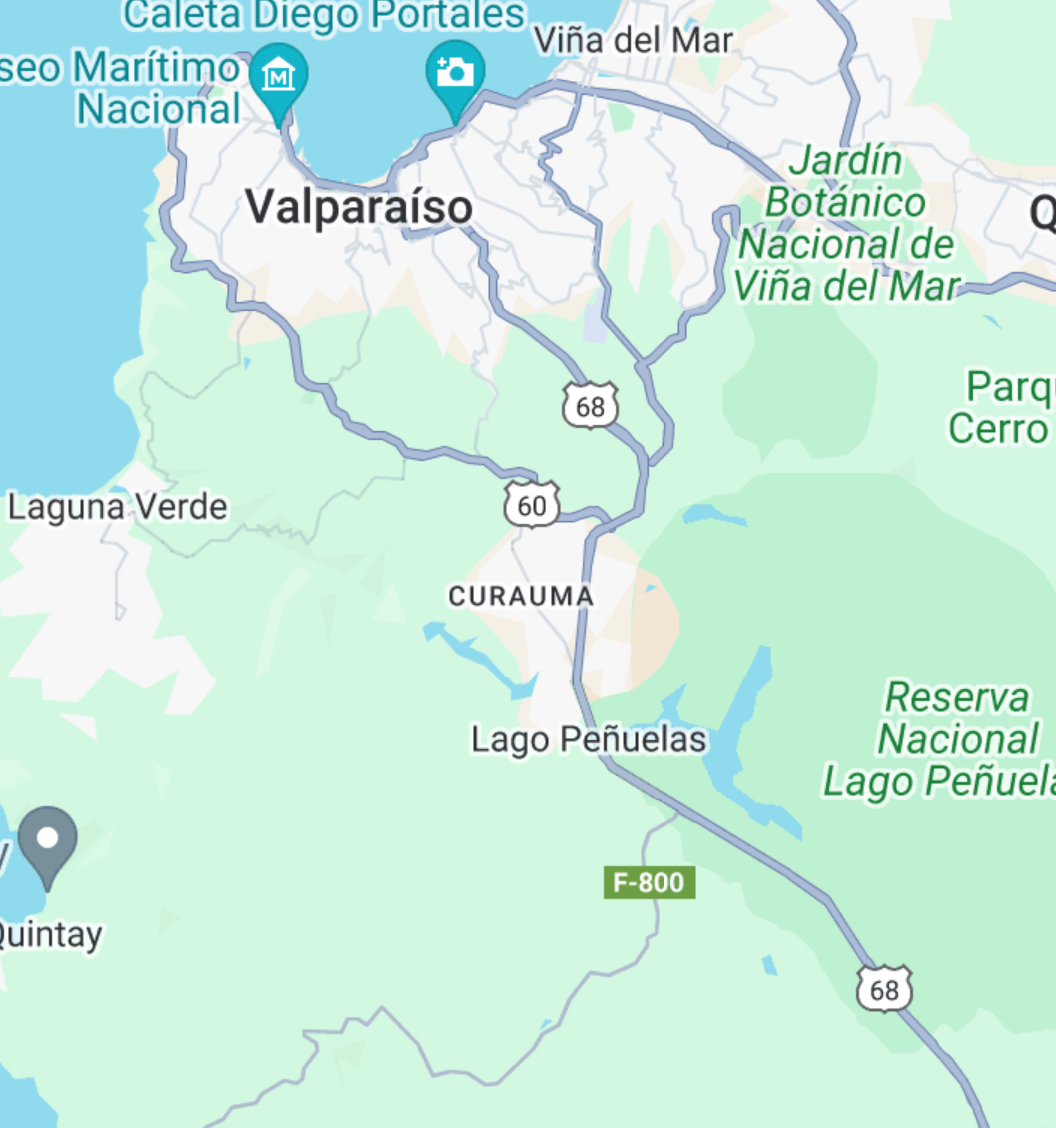 Caleta Diego Portales
Viña del Mar
seo Marítimo
Nacional
Valparaíso
Jardín
Botánico
Nacional de
Viña del Mar
Q
68
Parq
Cerro
60
Laguna Verde
CURAUMA
Lago Peñuelas
Reserva
Nacional
Lago Peñuela
F-800
Quintay
68